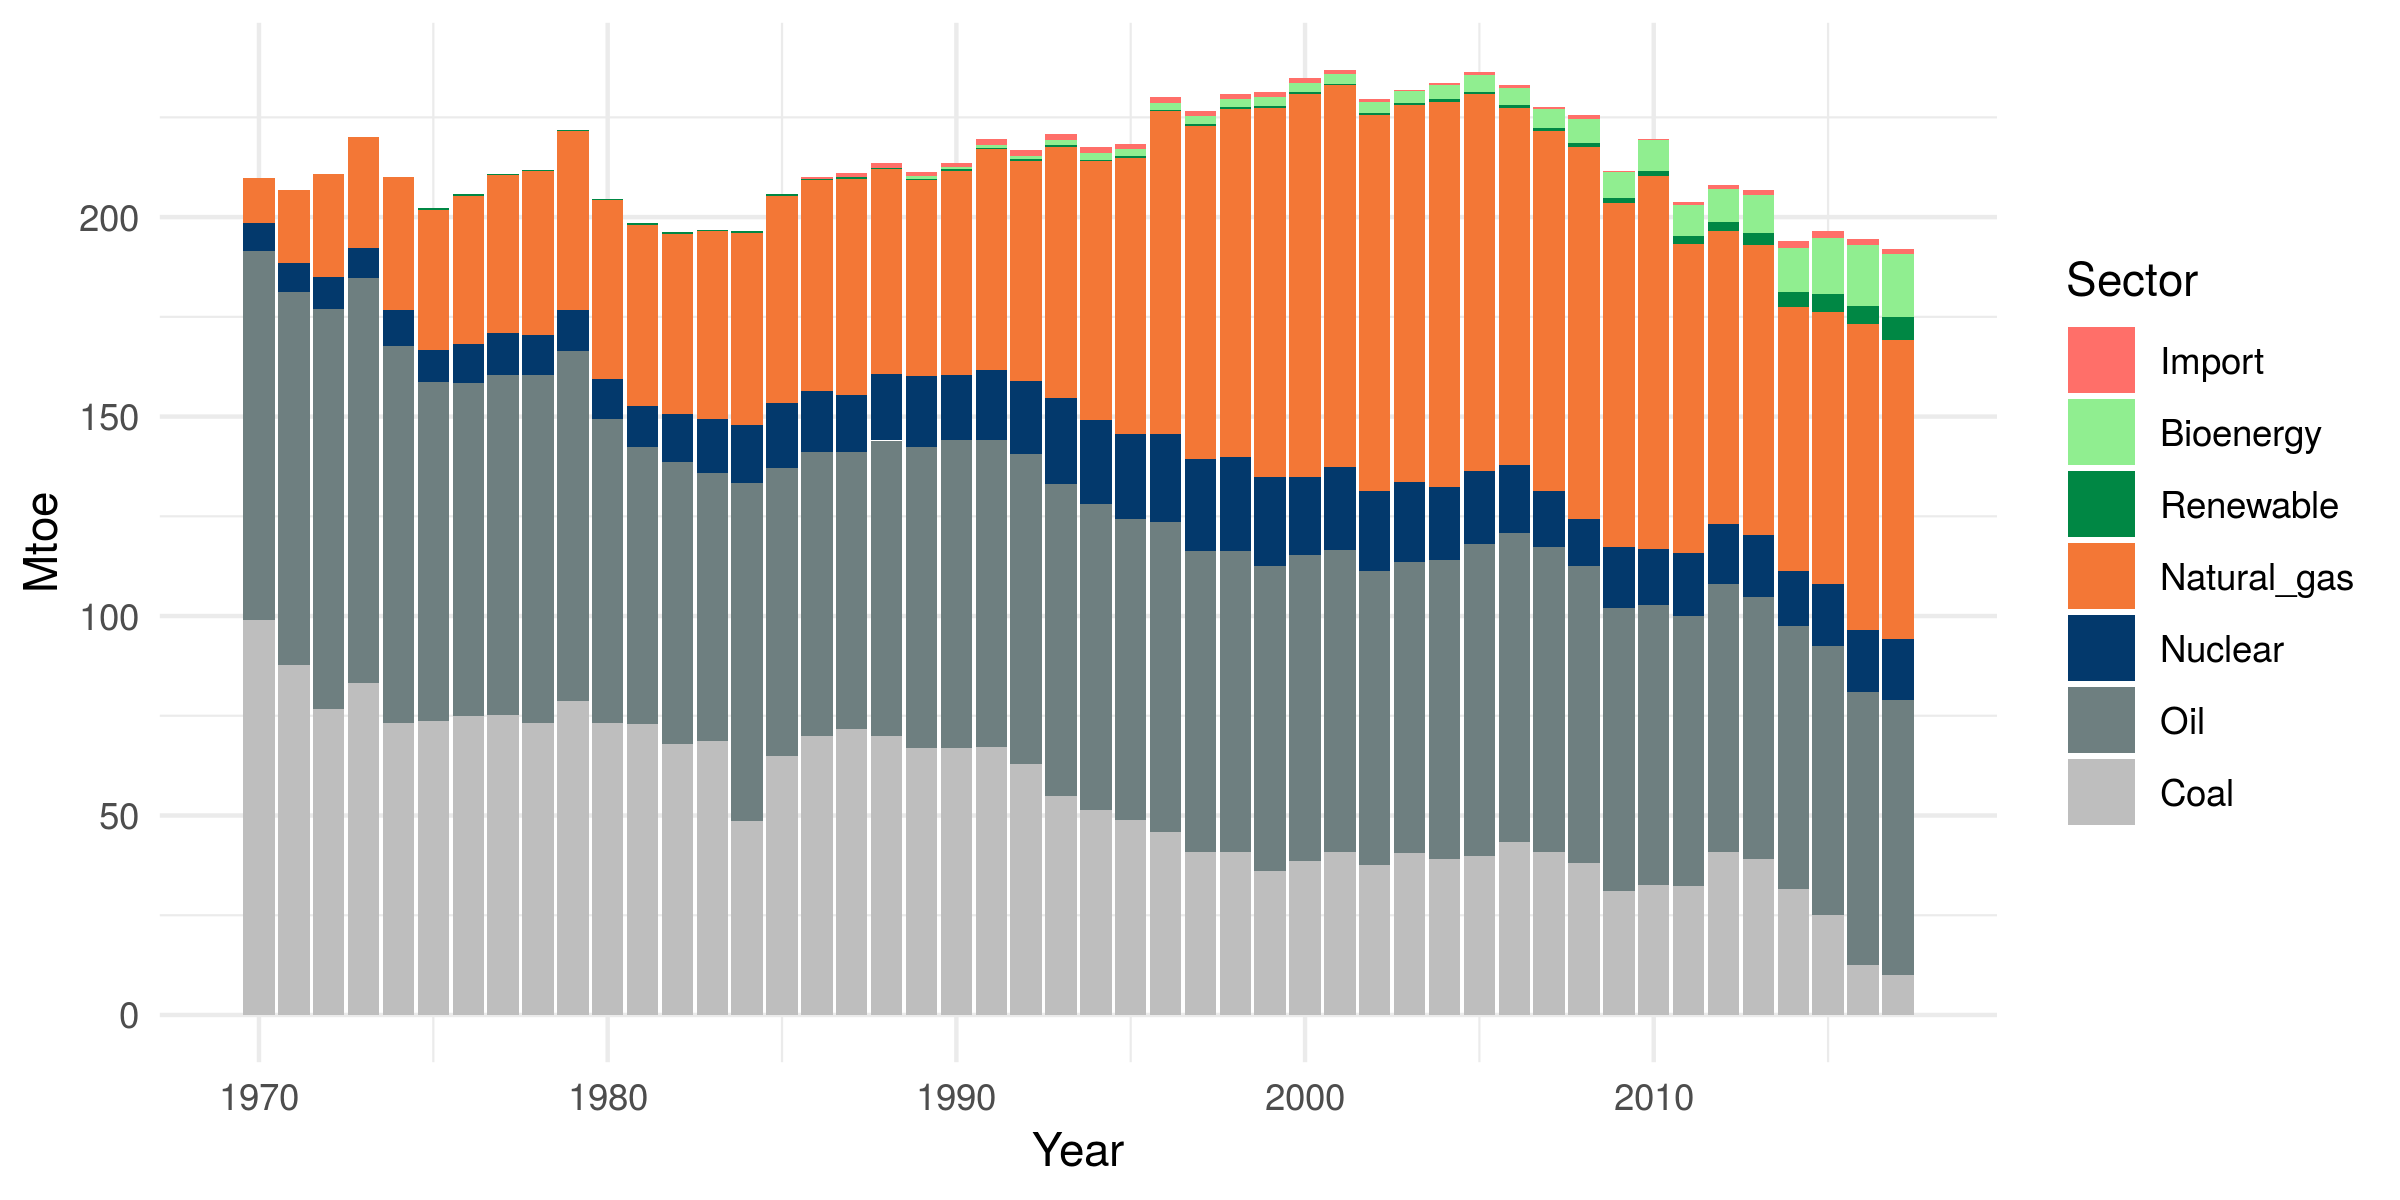 Mtoe
200
150
100
50
0
1970
1980
1990
2000
2010
Year
Sector
Import
Bioenergy
Renewable
Natural_gas
Nuclear
Oil
Coal